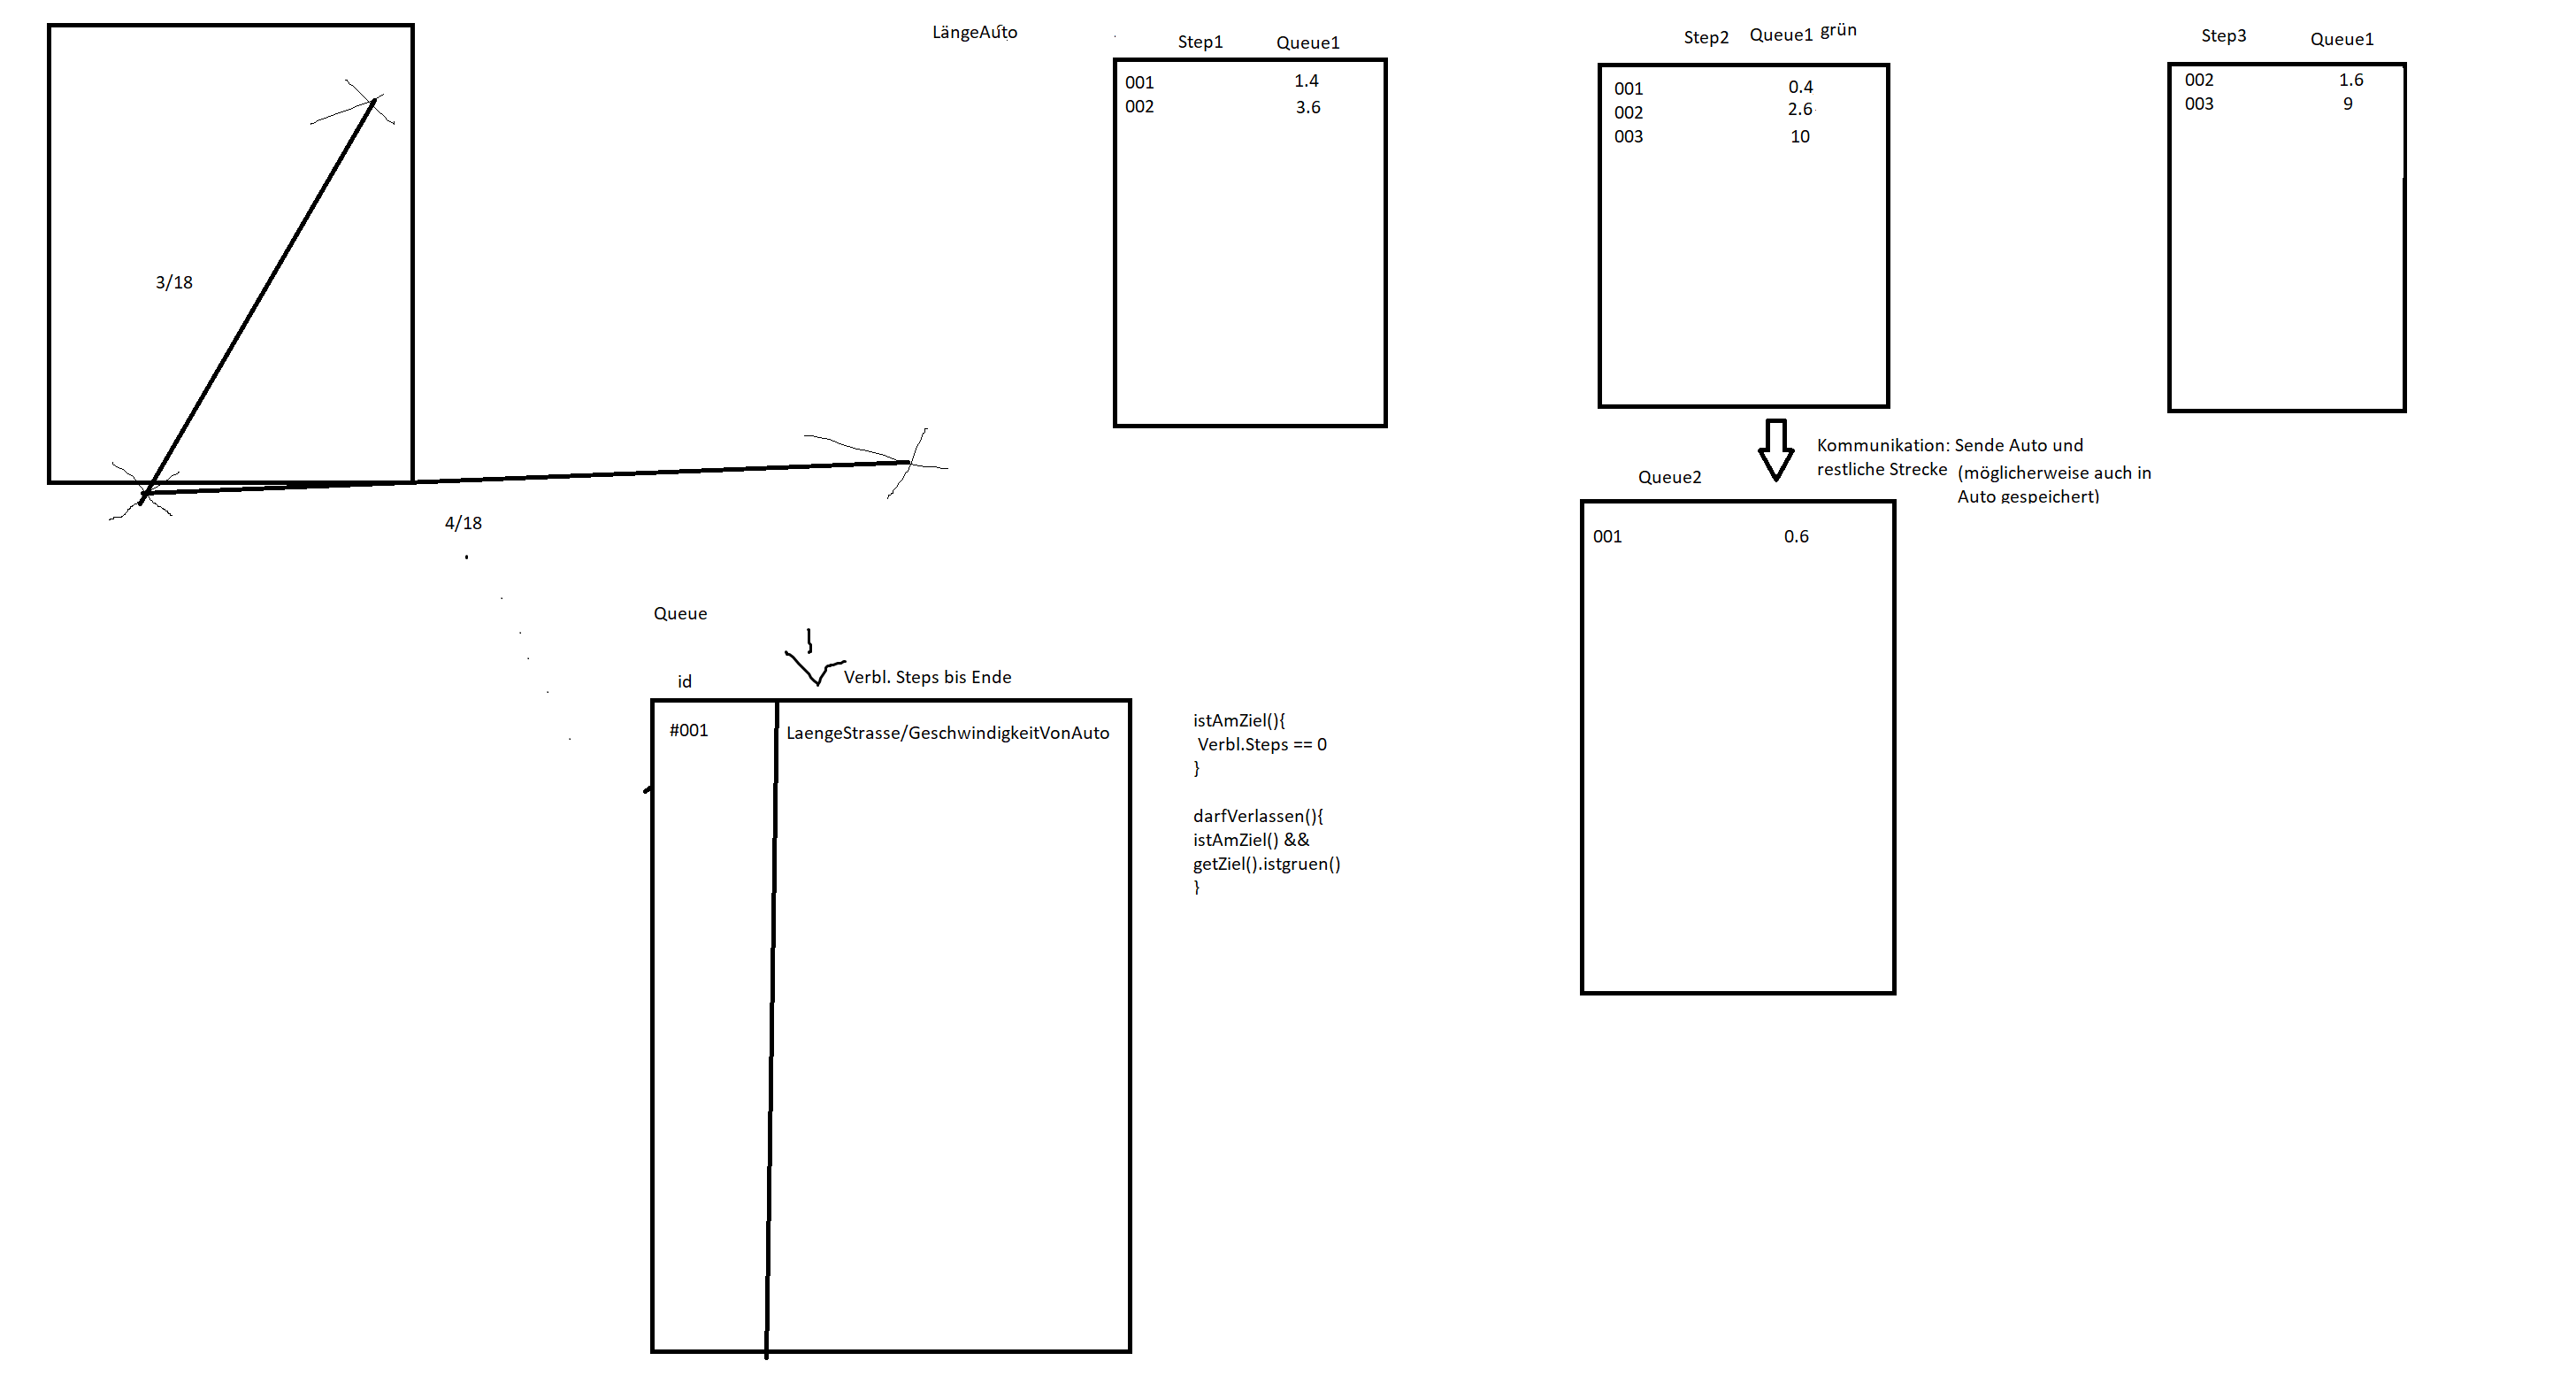 LängeAuto
Step1 Queue1
001 1.4
002 3.6
Step2 Queue1 grün
001 0.4
002 2.6
003 10
Step3 Queue1
002 1.6
003 9
3/18
4/18
Kommunikation: Sende Auto und
restliche Strecke (möglicherweise auch in
Auto gespeichert)
Queue2
001 0.6
Queue
id Verbl. Steps bis Ende
#001 LaengeStrasse/GeschwindigkeitVonAuto
istAmZiel(){
Verbl.Steps == 0
}
darfVerlassen(){
istAmZiel() &&
getZiel().istgruen()
}